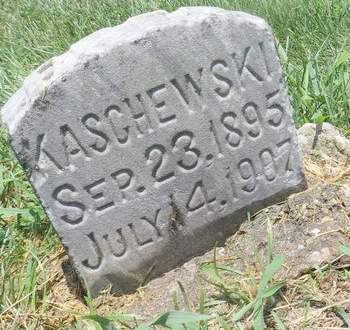 KASCHEWSKI
SEP. 23. 1895
JULY 14. 1907